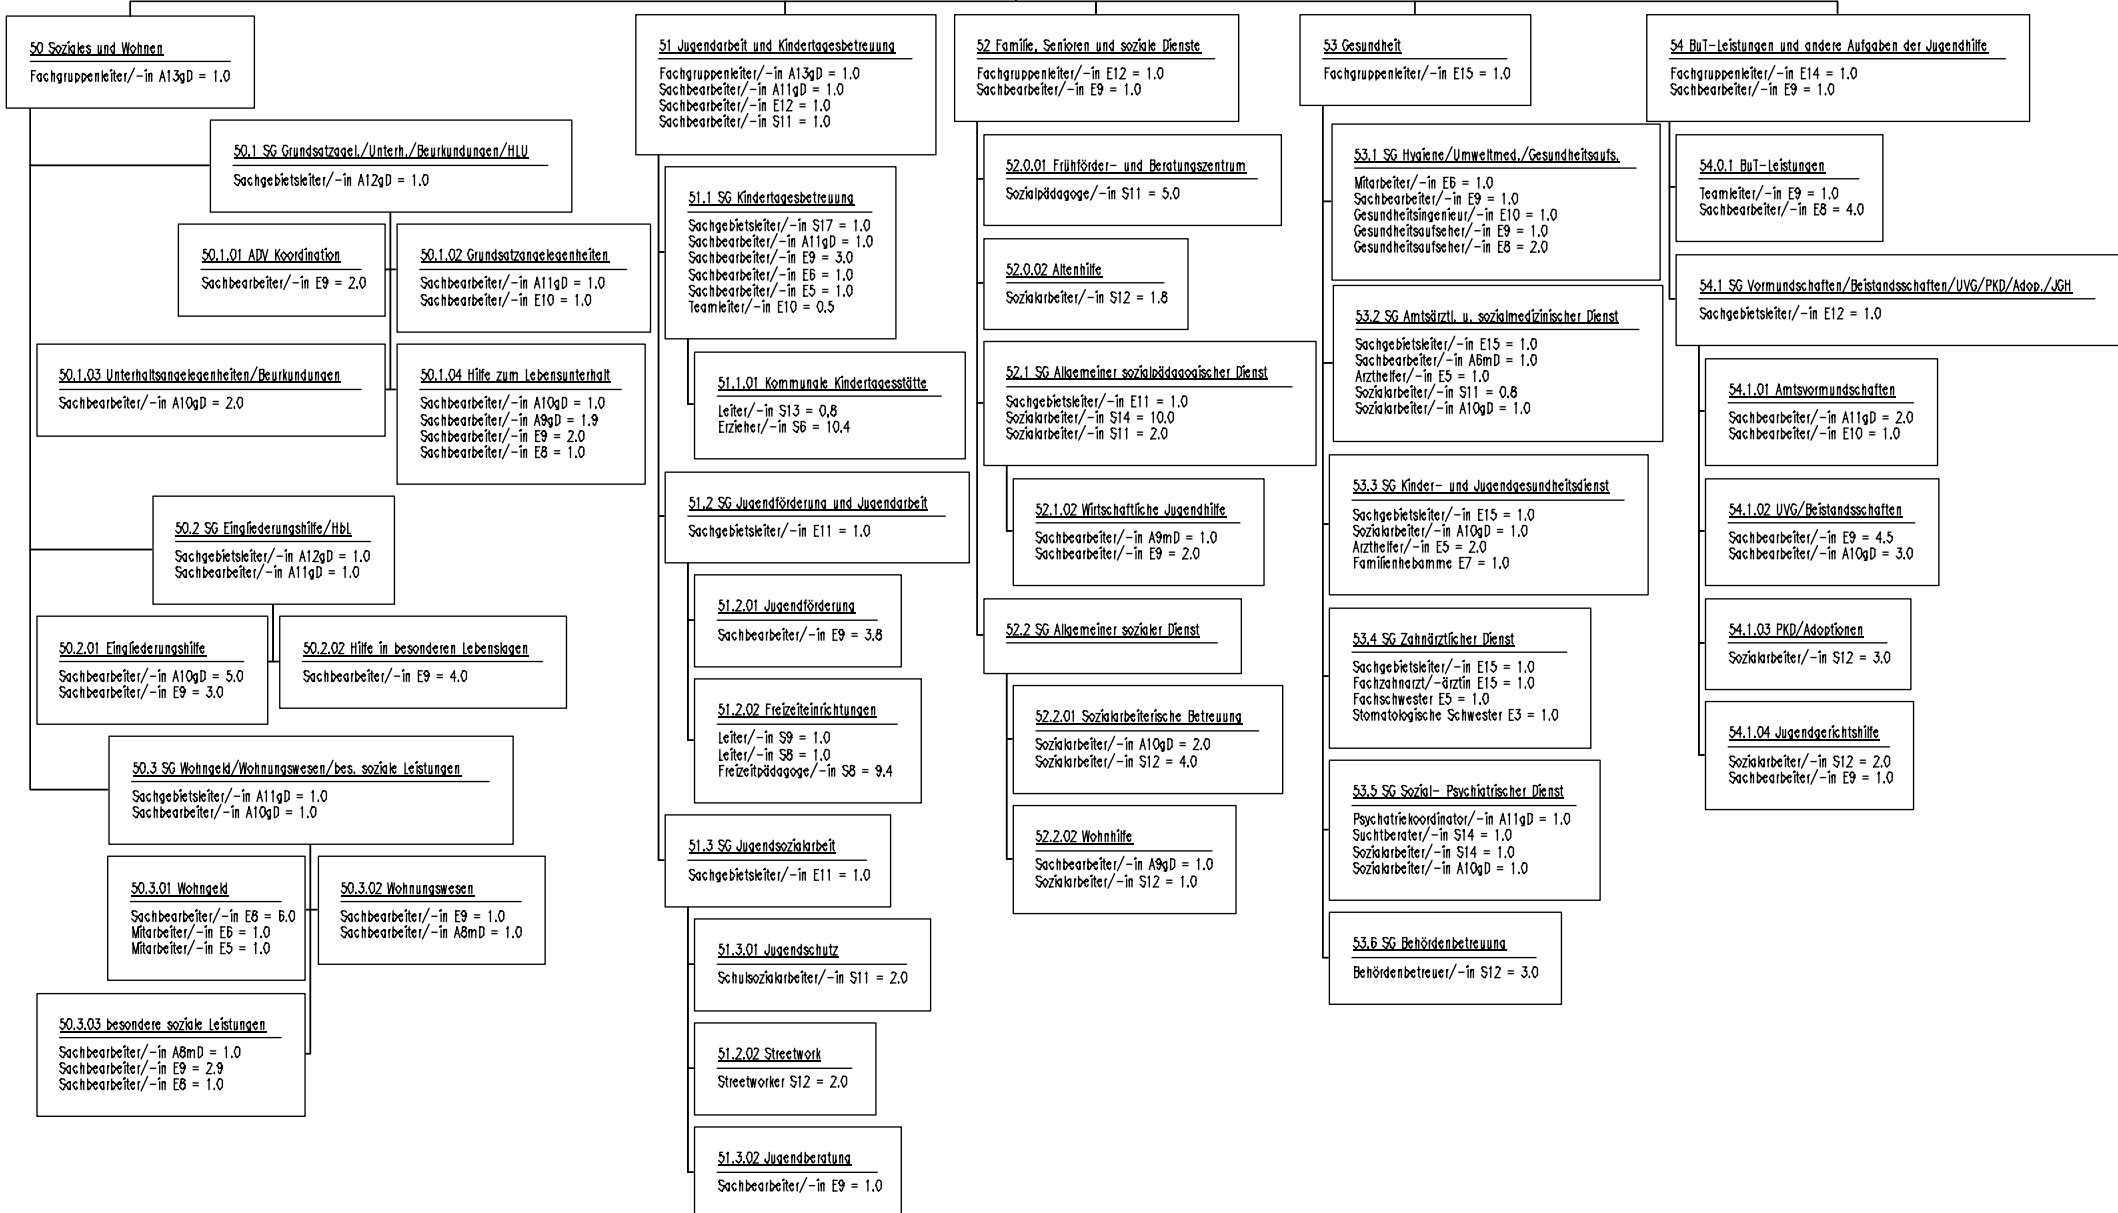 50 Soziales und Wohnen
Fachgruppenleiter/-in A13gD = 1.0
50.1 SG Grundsatzagel./Unterh./Beurkundungen/HLU
Sachgebietsleiter/-in A12gD = 1.0
50.1.01 ADV Koordination
Sachbearbeiter/-in E9 = 2.0
50.1.02 Grundsatzangelegenheiten
Sachbearbeiter/-in A11gD = 1.0
Sachbearbeiter/-in E10 = 1.0
50.1.03 Unterhaltsangelegenheiten/Beurkundungen
Sachbearbeiter/-in A10gD = 2.0
50.1.04 Hilfe zum Lebensunterhalt
Sachbearbeiter/-in A10gD = 1.0
Sachbearbeiter/-in A9gD = 1.9
Sachbearbeiter/-in E9 = 2.0
Sachbearbeiter/-in E8 = 1.0
50.2 SG Eingliederungshilfe/HbL
Sachgebietsleiter/-in A12gD = 1.0
Sachbearbeiter/-in A11gD = 1.0
50.2.01 Eingliederungshilfe
Sachbearbeiter/-in A10gD = 5.0
Sachbearbeiter/-in E9 = 3.0
50.2.02 Hilfe in besonderen Lebenslagen
Sachbearbeiter/-in E9 = 4.0
50.3 SG Wohngeld/Wohnungswesen/bes. soziale Leistungen
Sachgebietsleiter/-in A11gD = 1.0
Sachbearbeiter/-in A10gD = 1.0
50.3.01 Wohngeld
Sachbearbeiter/-in E8 = 6.0
Mitarbeiter/-in E6 = 1.0
Mitarbeiter/-in E5 = 1.0
50.3.02 Wohnungswesen
Sachbearbeiter/-in E9 = 1.0
Sachbearbeiter/-in A8mD = 1.0
50.3.03 besondere soziale Leistungen
Sachbearbeiter/-in A8mD = 1.0
Sachbearbeiter/-in E9 = 2.9
Sachbearbeiter/-in E8 = 1.0
51 Jugendarbeit und Kindertagesbetreuung
Fachgruppenleiter/-in A13gD = 1.0
Sachbearbeiter/-in A11gD = 1.0
Sachbearbeiter/-in E12 = 1.0
Sachbearbeiter/-in S11 = 1.0
51.1 SG Kindertagesbetreuung
Sachgebietsleiter/-in S17 = 1.0
Sachbearbeiter/-in A11gD = 1.0
Sachbearbeiter/-in E9 = 3.0
Sachbearbeiter/-in E6 = 1.0
Sachbearbeiter/-in E5 = 1.0
Teamleiter/-in E10 = 0.5
51.1.01 Kommunale Kindertagesstätte
Leiter/-in S13 = 0.8
Erzieher/-in S6 = 10.4
51.2 SG Jugendförderung und Jugendarbeit
Sachgebietsleiter/-in E11 = 1.0
51.2.01 Jugendförderung
Sachbearbeiter/-in E9 = 3.8
51.2.02 Freizeiteinrichtungen
Leiter/-in S9 = 1.0
Leiter/-in S8 = 1.0
Freizeitpädagoge/-in S8 = 9.4
51.3 SG Jugendsozialarbeit
Sachgebietsleiter/-in E11 = 1.0
51.3.01 Jugendschutz
Schulsozialarbeiter/-in S11 = 2.0
51.2.02 Streetwork
Streetworker S12 = 2.0
51.3.02 Jugendberatung
Sachbearbeiter/-in E9 = 1.0
52 Familie, Senioren und soziale Dienste
Fachgruppenleiter/-in E12 = 1.0
Sachbearbeiter/-in E9 = 1.0
52.0.01 Frühförder- und Beratungszentrum
Sozialpädagoge/-in S11 = 5.0
52.0.02 Altenhilfe
Sozialarbeiter/-in S12 = 1.8
52.1 SG Allgemeiner sozialpädagogischer Dienst
Sachgebietsleiter/-in E11 = 1.0
Sozialarbeiter/-in S14 = 10.0
Sozialarbeiter/-in S11 = 2.0
52.1.02 Wirtschaftliche Jugendhilfe
Sachbearbeiter/-in A9mD = 1.0
Sachbearbeiter/-in E9 = 2.0
52.2 SG Allgemeiner sozialer Dienst
52.2.01 Sozialarbeiterische Betreuung
Sozialarbeiter/-in A10gD = 2.0
Sozialarbeiter/-in S12 = 4.0
52.2.02 Wohnhilfe
Sachbearbeiter/-in A9gD = 1.0
Sozialarbeiter/-in S12 = 1.0
53 Gesundheit
Fachgruppenleiter/-in E15 = 1.0
53.1 SG Hygiene/Umweltmed./Gesundheitsaufs.
Mitarbeiter/-in E6 = 1.0
Sachbearbeiter/-in E9 = 1.0
Gesundheitsingenieur/-in E10 = 1.0
Gesundheitsaufseher/-in E9 = 1.0
Gesundheitsaufseher/-in E8 = 2.0
53.2 SG Amtsärztl. u. sozialmedizinischer Dienst
Sachgebietsleiter/-in E15 = 1.0
Sachbearbeiter/-in A6mD = 1.0
Arzthelfer/-in E5 = 1.0
Sozialarbeiter/-in S11 = 0.8
Sozialarbeiter/-in A10gD = 1.0
53.3 SG Kinder- und Jugendgesundheitsdienst
Sachgebietsleiter/-in E15 = 1.0
Sozialarbeiter/-in A10gD = 1.0
Arzthelfer/-in E5 = 2.0
Familienhebamme E7 = 1.0
53.4 SG Zahnärztlicher Dienst
Sachgebietsleiter/-in E15 = 1.0
Fachzahnarzt/-ärztin E15 = 1.0
Fachschwester E5 = 1.0
Stomatologische Schwester E3 = 1.0
53.5 SG Sozial- Psychiatrischer Dienst
Psychatriekoordinator/-in A11gD = 1.0
Suchtberater/-in S14 = 1.0
Sozialarbeiter/-in S14 = 1.0
Sozialarbeiter/-in A10gD = 1.0
53.6 SG Behördenbetreuung
Behördenbetreuer/-in S12 = 3.0
54 BuT-Leistungen und andere Aufgaben der Jugendhilfe
Fachgruppenleiter/-in E14 = 1.0
Sachbearbeiter/-in E9 = 1.0
54.0.1 BuT-Leistungen
Teamleiter/-in E9 = 1.0
Sachbearbeiter/-in E8 = 4.0
54.1 SG Vormundschaften/Beistandsschaften/UVG/PKD/Adop./JGH
Sachgebietsleiter/-in E12 = 1.0
54.1.01 Amtsvormundschaften
Sachbearbeiter/-in A11gD = 2.0
Sachbearbeiter/-in E10 = 1.0
54.1.02 UVG/Beistandsschaften
Sachbearbeiter/-in E9 = 4.5
Sachbearbeiter/-in A10gD = 3.0
54.1.03 PKD/Adoptionen
Sozialarbeiter/-in S12 = 3.0
54.1.04 Jugendgerichtshilfe
Sozialarbeiter/-in S12 = 2.0
Sachbearbeiter/-in E9 = 1.0